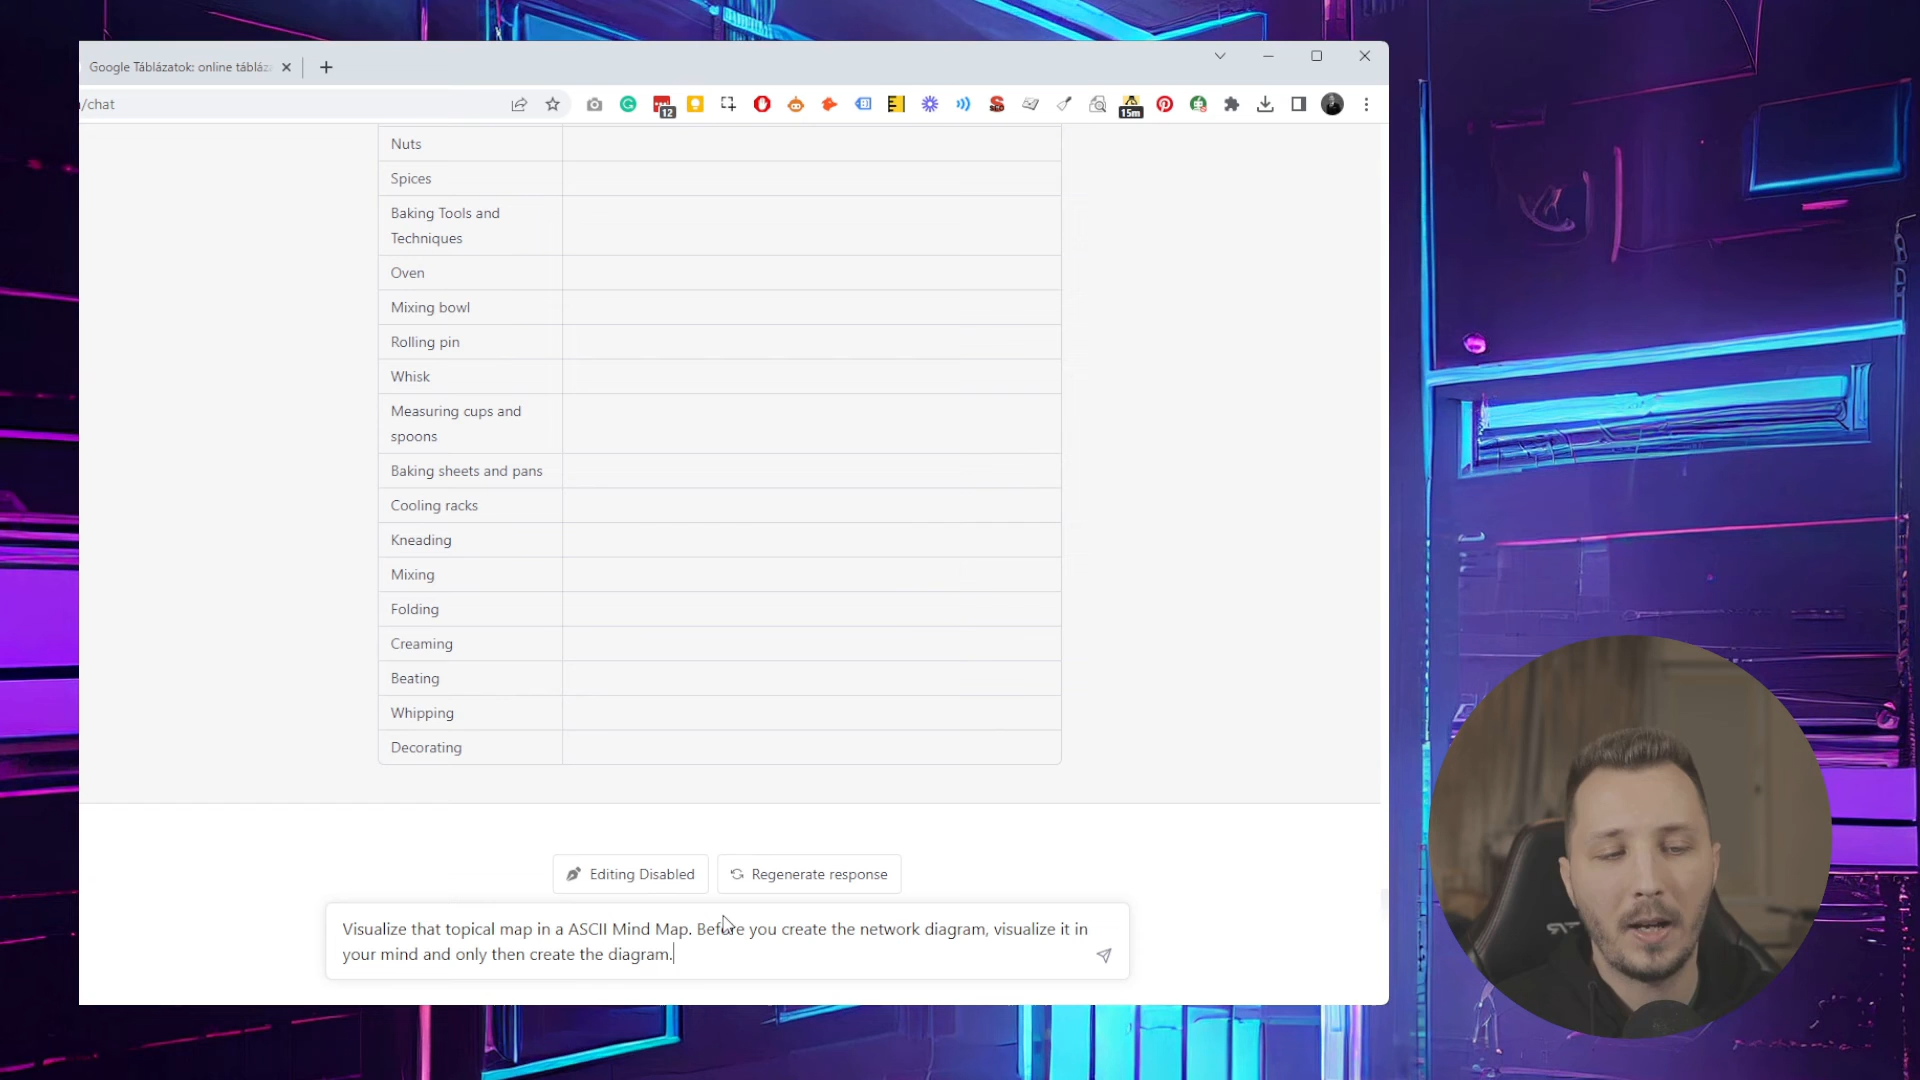 Google Táblázatok: online tábláz
/chat
12
15m
Nuts
Spices
Baking Tools and
Techniques
Oven
Mixing bowl
Rolling pin
Whisk
Measuring cups and
spoons
Baking sheets and pans
Cooling racks
Kneading
Mixing
Folding
Creaming
Beating
Whipping
Decorating
Editing Disabled
Regenerate response
Visualize that topical map in a ASCII Mind Map. Before you create the network diagram, visualize it in
your mind and only then create the diagram.